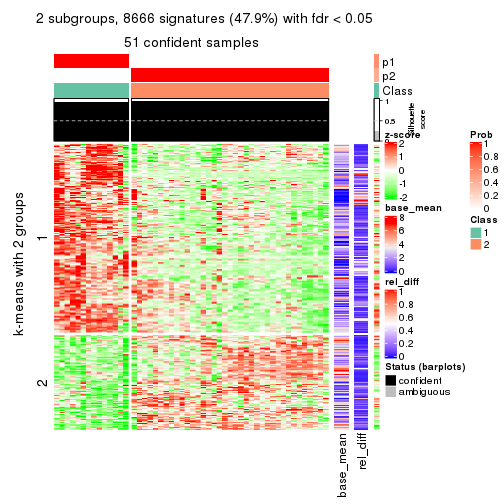 2 subgroups, 8666 signatures (47.9%) with fdr < 0.05
51 confident samples
p1
p2
Class
1
0.5
0
Silhouette
score
k-means with 2 groups
1
2
base_mean
rel_diff
z-score
2
1
0
-1
-2
base_mean
8
6
4
2
0
rel_diff
1
0.8
0.6
0.4
0.2
0
Status (barplots)
confident
ambiguous
Prob
1
0.8
0.6
0.4
0.2
0
Class
1
2